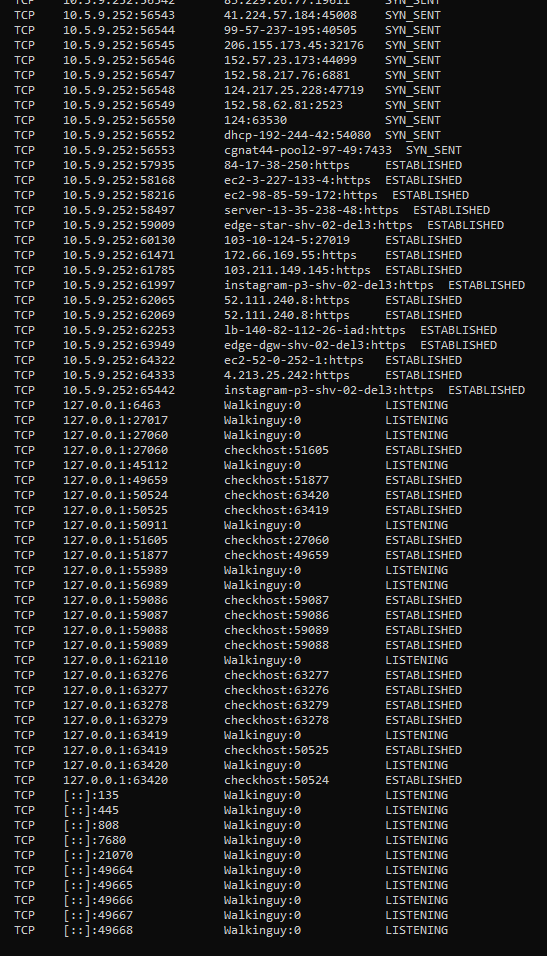 TCP 10.5.9.252:56542 85.229.26.77:19611 SYN_SENT
TCP 10.5.9.252:56543 41.224.57.184:45008 SYN_SENT
TCP 10.5.9.252:56544 99-57-237-195:40505 SYN_SENT
TCP 10.5.9.252:56545 206.155.173.45:32176 SYN_SENT
TCP 10.5.9.252:56546 152.57.23.173:44099 SYN_SENT
TCP 10.5.9.252:56547 152.58.217.76:6881 SYN_SENT
TCP 10.5.9.252:56548 124.217.25.228:47719 SYN_SENT
TCP 10.5.9.252:56549 152.58.62.81:2523 SYN_SENT
TCP 10.5.9.252:56550 124:63530 SYN_SENT
TCP 10.5.9.252:56552 dhcp-192-244-42:54080 SYN_SENT
TCP 10.5.9.252:56553 cgnat44-pool2-97-49:7433 SYN_SENT
TCP 10.5.9.252:57935 84-17-38-250:https ESTABLISHED
TCP 10.5.9.252:58168 ec2-3-227-133-4:https ESTABLISHED
TCP 10.5.9.252:58216 ec2-98-85-59-172:https ESTABLISHED
TCP 10.5.9.252:58497 server-13-35-238-48:https ESTABLISHED
TCP 10.5.9.252:59009 edge-star-shv-02-del3:https ESTABLISHED
TCP 10.5.9.252:60130 103-10-124-5:27019 ESTABLISHED
TCP 10.5.9.252:61471 172.66.169.55:https ESTABLISHED
TCP 10.5.9.252:61785 103.211.149.145:https ESTABLISHED
TCP 10.5.9.252:61997 instagram-p3-shv-02-del3:https ESTABLISHED
TCP 10.5.9.252:62065 52.111.240.8:https ESTABLISHED
TCP 10.5.9.252:62069 52.111.240.8:https ESTABLISHED
TCP 10.5.9.252:62253 lb-140-82-112-26-iad:https ESTABLISHED
TCP 10.5.9.252:63949 edge-dgw-shv-02-del3:https ESTABLISHED
TCP 10.5.9.252:64322 ec2-52-0-252-1:https ESTABLISHED
TCP 10.5.9.252:64333 4.213.25.242:https ESTABLISHED
TCP 10.5.9.252:65442 instagram-p3-shv-02-del3:https ESTABLISHED
TCP 127.0.0.1:6463 Walkinguy:0 LISTENING
TCP 127.0.0.1:27017 Walkinguy:0 LISTENING
TCP 127.0.0.1:27060 Walkinguy:0 LISTENING
TCP 127.0.0.1:27060 checkhost:51605 ESTABLISHED
TCP 127.0.0.1:45112 Walkinguy:0 LISTENING
TCP 127.0.0.1:49659 checkhost:51877 ESTABLISHED
TCP 127.0.0.1:50524 checkhost:63420 ESTABLISHED
TCP 127.0.0.1:50525 checkhost:63419 ESTABLISHED
TCP 127.0.0.1:50911 Walkinguy:0 LISTENING
TCP 127.0.0.1:51605 checkhost:27060 ESTABLISHED
TCP 127.0.0.1:51877 checkhost:49659 ESTABLISHED
TCP 127.0.0.1:55989 Walkinguy:0 LISTENING
TCP 127.0.0.1:56989 Walkinguy:0 LISTENING
TCP 127.0.0.1:59086 checkhost:59087 ESTABLISHED
TCP 127.0.0.1:59087 checkhost:59086 ESTABLISHED
TCP 127.0.0.1:59088 checkhost:59089 ESTABLISHED
TCP 127.0.0.1:59089 checkhost:59088 ESTABLISHED
TCP 127.0.0.1:62110 Walkinguy:0 LISTENING
TCP 127.0.0.1:63276 checkhost:63277 ESTABLISHED
TCP 127.0.0.1:63277 checkhost:63276 ESTABLISHED
TCP 127.0.0.1:63278 checkhost:63279 ESTABLISHED
TCP 127.0.0.1:63279 checkhost:63278 ESTABLISHED
TCP 127.0.0.1:63419 Walkinguy:0 LISTENING
TCP 127.0.0.1:63419 checkhost:50525 ESTABLISHED
TCP 127.0.0.1:63420 Walkinguy:0 LISTENING
TCP 127.0.0.1:63420 checkhost:50524 ESTABLISHED
TCP [::]:135 Walkinguy:0 LISTENING
TCP [::]:445 Walkinguy:0 LISTENING
TCP [::]:808 Walkinguy:0 LISTENING
TCP [::]:7680 Walkinguy:0 LISTENING
TCP [::]:21070 Walkinguy:0 LISTENING
TCP [::]:49664 Walkinguy:0 LISTENING
TCP [::]:49665 Walkinguy:0 LISTENING
TCP [::]:49666 Walkinguy:0 LISTENING
TCP [::]:49667 Walkinguy:0 LISTENING
TCP [::]:49668 Walkinguy:0 LISTENING